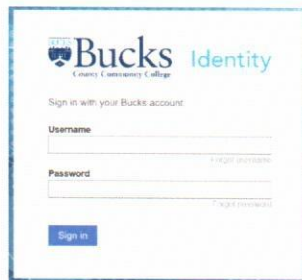 Bucks Identity
County Community College
Sign in with your Bucks account
Username
Forgot username
Password
Forgot password
Sign in